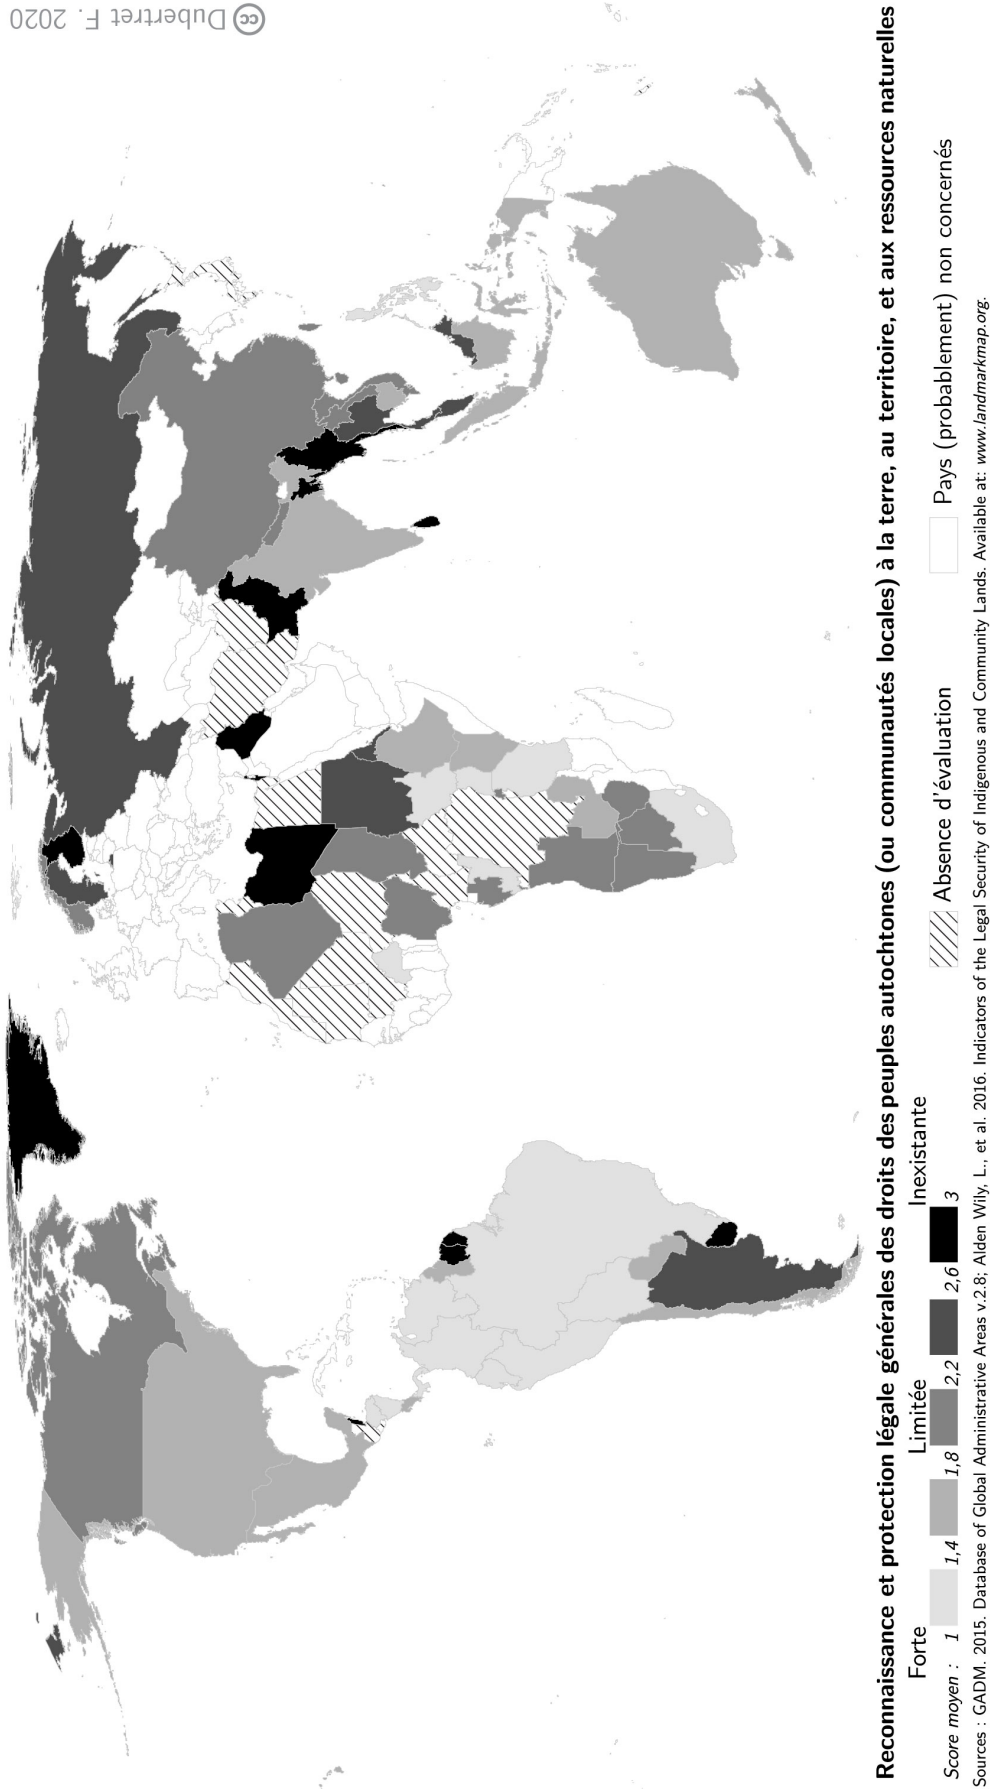 cc Dubertret F. 2020
Reconnaissance et protection légale générales des droits des peuples autochtones (ou communautés locales) à la terre, au territoire, et aux ressources naturelles
Forte Limitée Inexistante
Score moyen : 1 1,4 1,8 2,2 2,6 3
Absence d'évaluation
Pays (probablement) non concernés
Sources : GADM. 2015. Database of Global Administrative Areas v.2.8; Alden Wily, L., et al. 2016. Indicators of the Legal Security of Indigenous and Community Lands. Available at: www.landmarkmap.org.